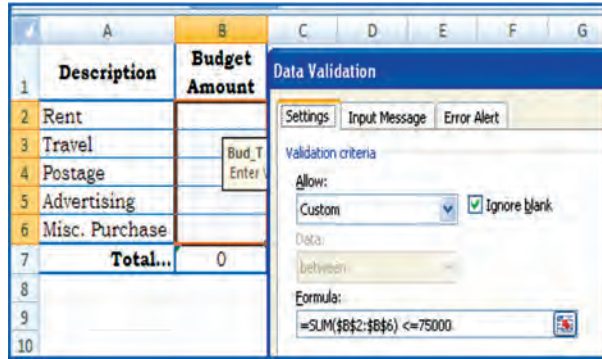 A B C D E F G
1 Description Budget Amount
2 Rent
3 Travel
4 Postage
5 Advertising
6 Misc. Purchase
7 Total... 0
8
9
10
Bud_T
Enter
Data Validation
Settings Input Message Error Alert
Validation criteria
Allow:
Custom Ignore blank
Data:
between
Formula:
=SUM($B$2:$B$6) <=75000